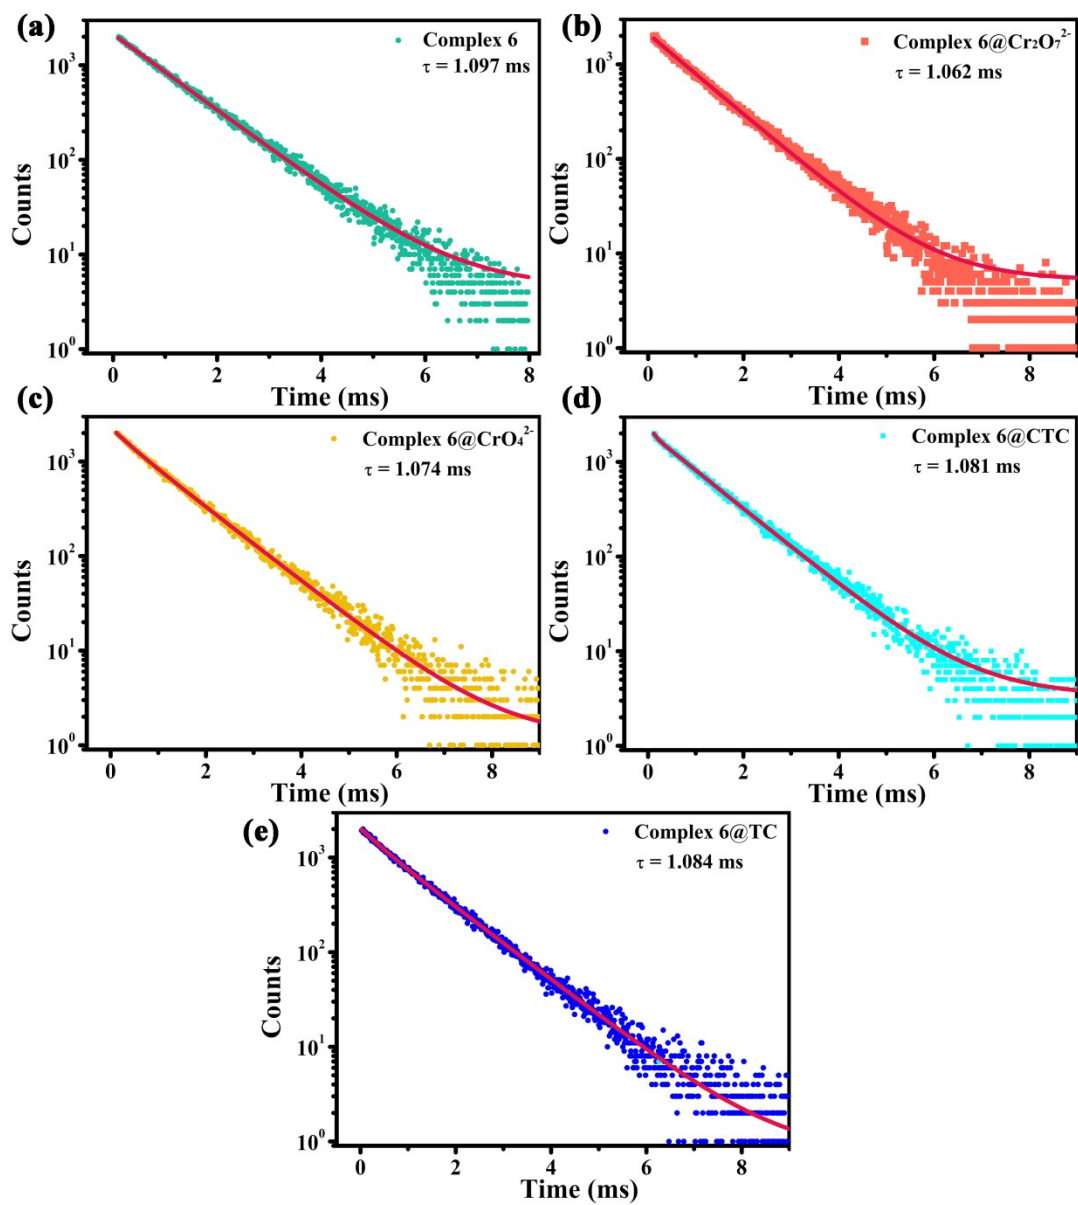 (a)
Complex 6
τ = 1.097 ms
10³
10²
10¹
10⁰
Counts
0 2 4 6 8
Time (ms)
(b)
Complex 6@Cr₂O₇²⁻
τ = 1.062 ms
10³
10²
10¹
10⁰
Counts
0 2 4 6 8
Time (ms)
(c)
Complex 6@CrO₄²⁻
τ = 1.074 ms
10³
10²
10¹
10⁰
Counts
0 2 4 6 8
Time (ms)
(d)
Complex 6@CTC
τ = 1.081 ms
10³
10²
10¹
10⁰
Counts
0 2 4 6 8
Time (ms)
(e)
Complex 6@TC
τ = 1.084 ms
10³
10²
10¹
10⁰
Counts
0 2 4 6 8
Time (ms)